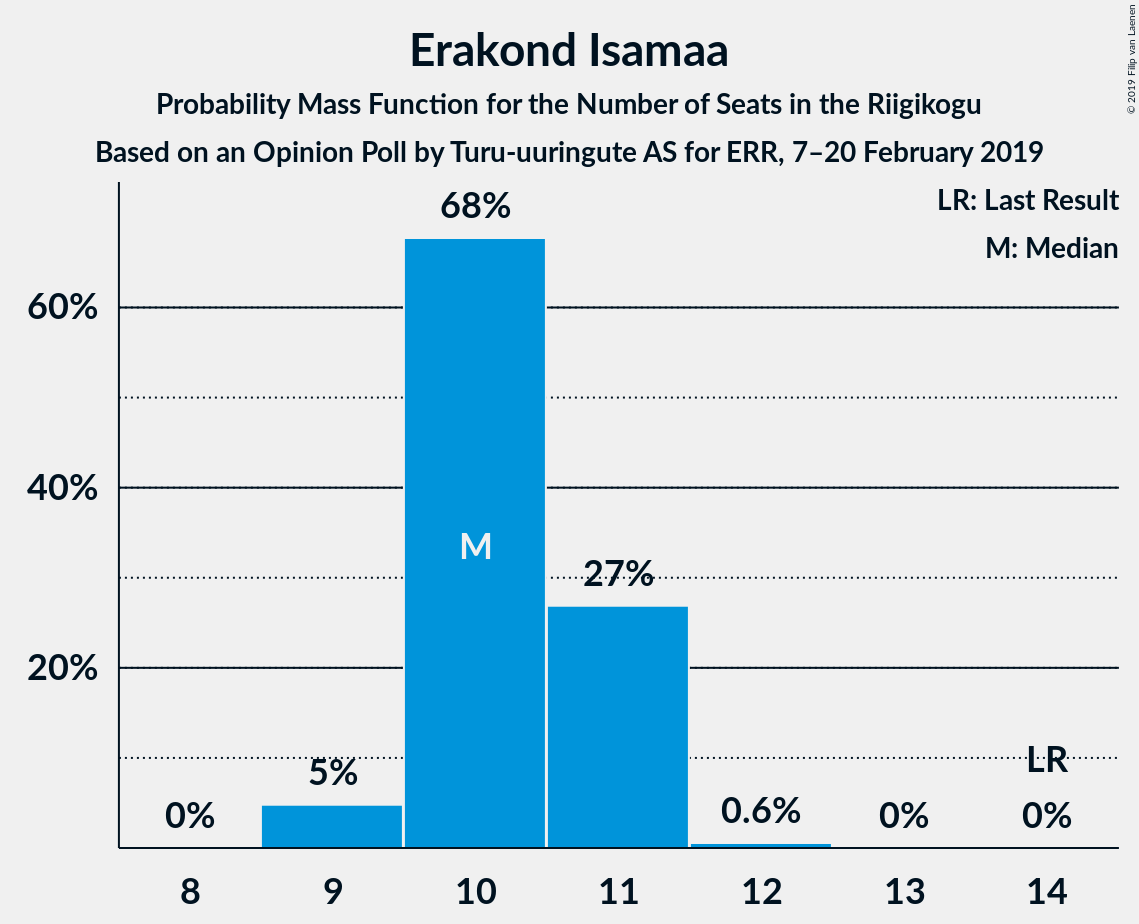 Erakond Isamaa
Probability Mass Function for the Number of Seats in the Riigikogu
Based on an Opinion Poll by Turu-uuringute AS for ERR, 7–20 February 2019
© 2019 Filip van Laenen
LR: Last Result
M: Median
60%
40%
20%
0%
5%
68%
M
27%
0.6%
0%
LR
0%
8 9 10 11 12 13 14